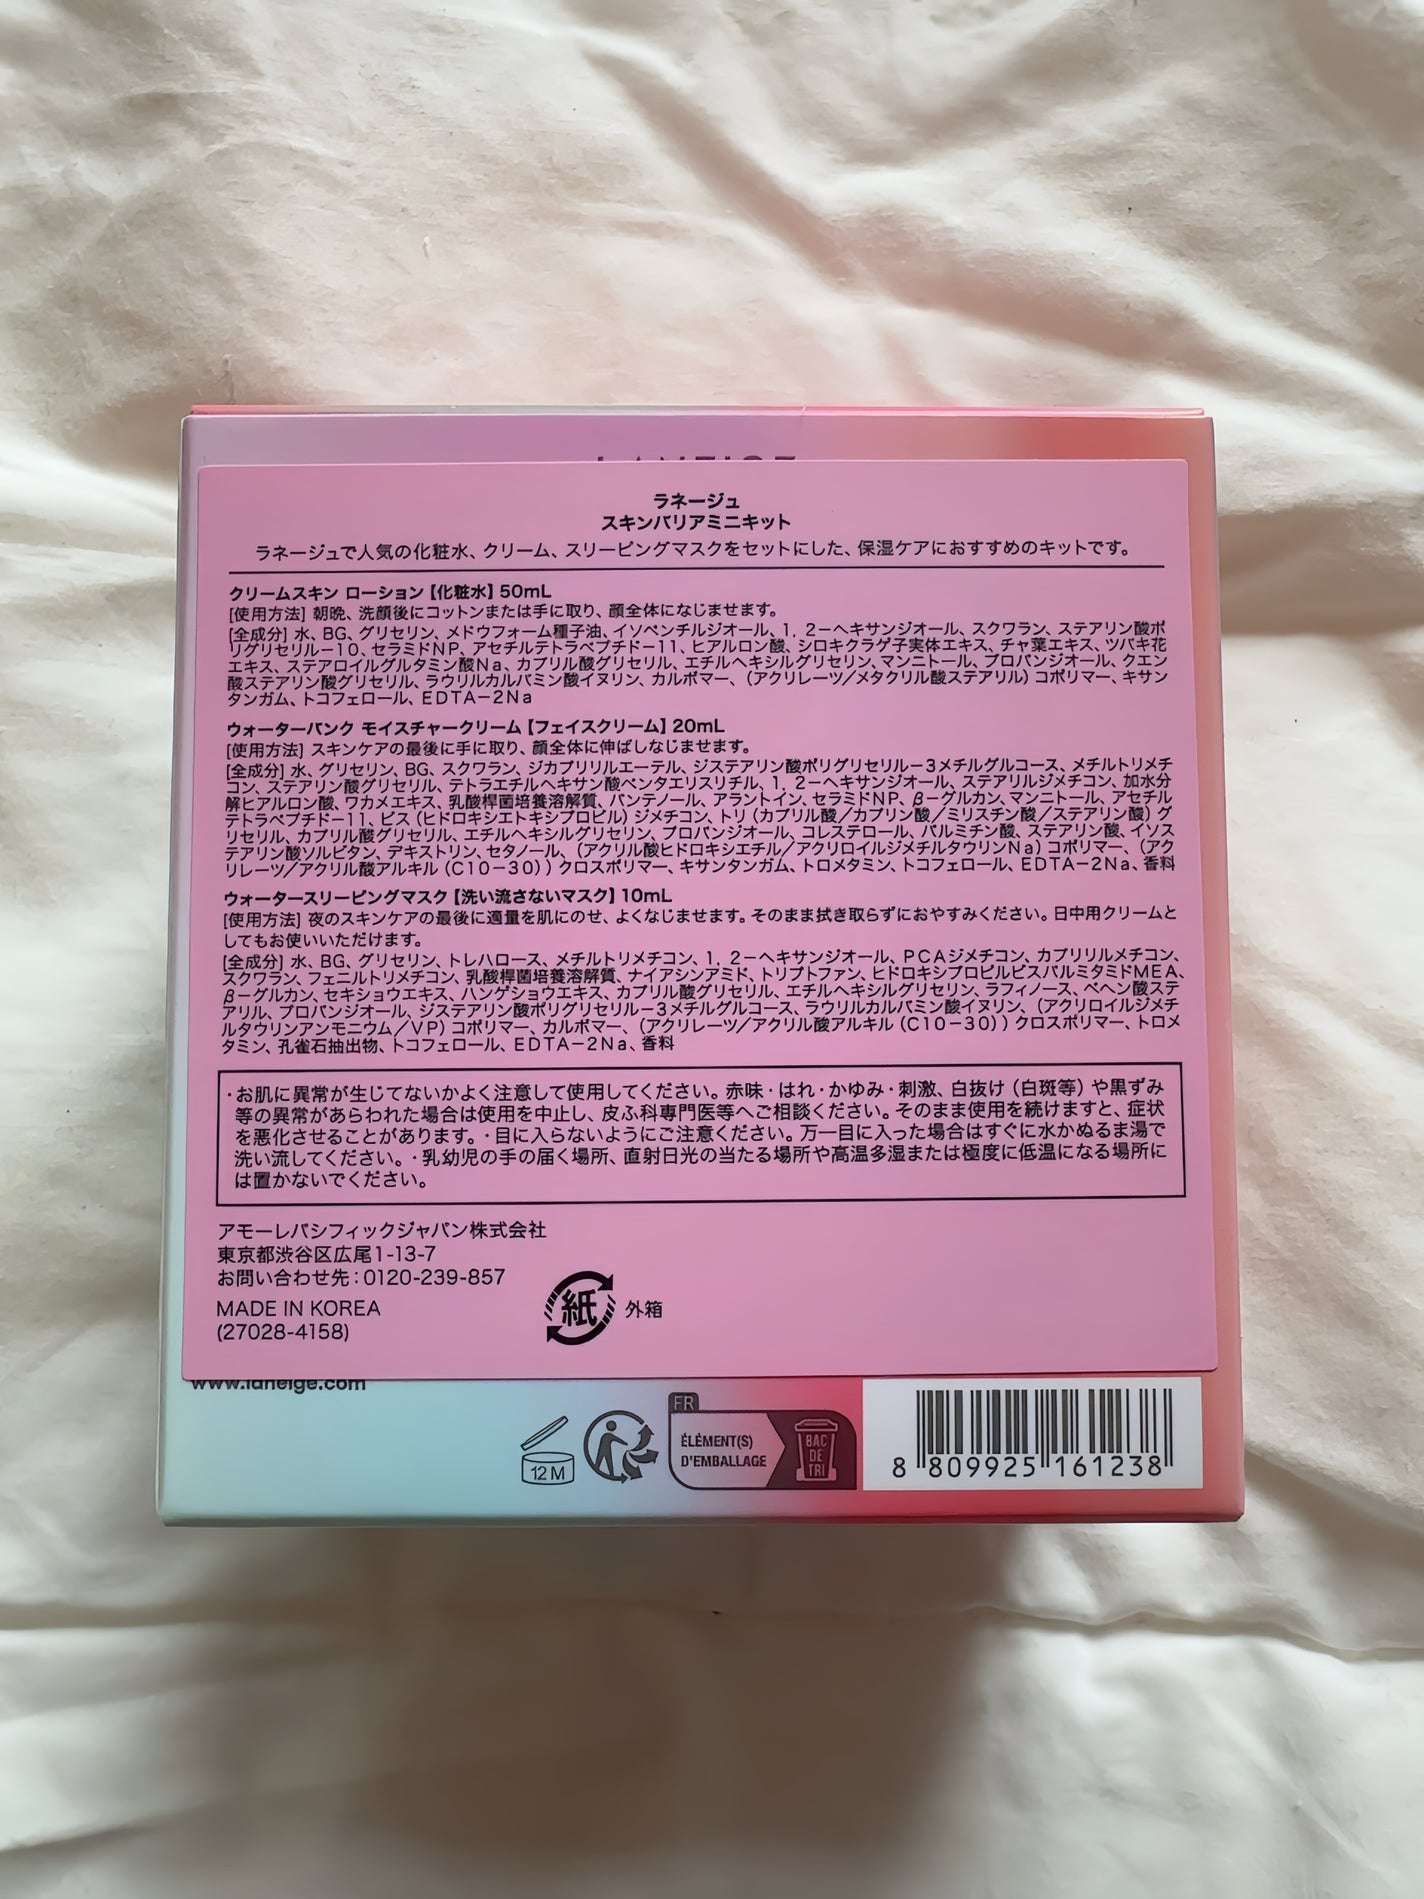 LANEIGE
ラネージュ
スキンバリアミニキット
ラネージュで人気の化粧水、クリーム、スリーピングマスクをセットにした、保湿ケアにおすすめのキットです。
クリームスキン ローション【化粧水】50mL
[使用方法] 朝晩、洗顔後にコットンまたは手に取り、顔全体になじませます。
[全成分] 水、BG、グリセリン、メドウフォーム種子油、イソペンチルジオール、1，2－ヘキサンジオール、スクワラン、ステアリン酸ポ
リグリセリル－10、セラミドNP、アセチルテトラペプチド－11、ヒアルロン酸、シロキクラゲ子実体エキス、チャ葉エキス、ツバキ花
エキス、ステアロイルグルタミン酸Na、カプリル酸グリセリル、エチルヘキシルグリセリン、マンニトール、プロパンジオール、クエン
酸ステアリン酸グリセリル、ラウリルカルバミン酸イヌリン、カルボマー、（アクリレーツ／メタクリル酸ステアリル）コポリマー、キサン
タンガム、トコフェロール、EDTA－2Na
ウォーターバンク モイスチャークリーム【フェイスクリーム】20mL
[使用方法] スキンケアの最後に手に取り、顔全体に伸ばしなじませます。
[全成分] 水、グリセリン、BG、スクワラン、ジカプリリルエーテル、ジステアリン酸ポリグリセリル－3メチルグルコース、メチルトリメチ
コン、ステアリン酸グリセリル、テトラエチルヘキサン酸ペンタエリスリチル、1，2－ヘキサンジオール、ステアリルジメチコン、加水分
解ヒアルロン酸、ワカメエキス、乳酸桿菌培養溶解質、パンテノール、アラントイン、セラミドNP、β－グルカン、マンニトール、アセチル
テトラペプチド－11、ビス（ヒドロキシエトキシプロピル）ジメチコン、トリ（カプリル酸／カプリン酸／ミリスチン酸／ステアリン酸）グ
リセリル、カプリル酸グリセリル、エチルヘキシルグリセリン、プロパンジオール、コレステロール、パルミチン酸、ステアリン酸、イソス
テアリン酸ソルビタン、デキストリン、セタノール、（アクリル酸ヒドロキシエチル／アクリロイルジメチルタウリンNa）コポリマー、（アク
リレーツ／アクリル酸アルキル（C10－30））クロスポリマー、キサンタンガム、トロメタミン、トコフェロール、EDTA－2Na、香料
ウォータースリーピングマスク【洗い流さないマスク】10mL
[使用方法] 夜のスキンケアの最後に適量を肌にのせ、よくなじませます。そのまま拭き取らずにおやすみください。日中用クリームと
してもお使いいただけます。
[全成分] 水、BG、グリセリン、トレハロース、メチルトリメチコン、1，2－ヘキサンジオール、PCAジメチコン、カプリリルメチコン、
スクワラン、フェニルトリメチコン、乳酸桿菌培養溶解質、ナイアシンアミド、トリプトファン、ヒドロキシプロピルビスパルミタミドMEA、
β－グルカン、セキショウエキス、ハンゲショウエキス、カプリル酸グリセリル、エチルヘキシルグリセリン、ラフィノース、ベヘン酸ステ
アリル、プロパンジオール、ジステアリン酸ポリグリセリル－3メチルグルコース、ラウリルカルバミン酸イヌリン、（アクリロイルジメチ
ルタウリンアンモニウム／VP）コポリマー、カルボマー、（アクリレーツ／アクリル酸アルキル（C10－30））クロスポリマー、トロメ
タミン、孔雀石抽出物、トコフェロール、EDTA－2Na、香料
・お肌に異常が生じてないかよく注意して使用してください。赤味・はれ・かゆみ・刺激、白抜け（白斑等）や黒ずみ
等の異常があらわれた場合は使用を中止し、皮ふ科専門医等へご相談ください。そのまま使用を続けますと、症状
を悪化させることがあります。・目に入らないようにご注意ください。万一目に入った場合はすぐに水かぬるま湯で
洗い流してください。・乳幼児の手の届く場所、直射日光の当たる場所や高温多湿または極度に低温になる場所に
は置かないでください。
アモーレパシフィックジャパン株式会社
東京都渋谷区広尾1-13-7
お問い合わせ先：0120-239-857
MADE IN KOREA
(27028-4158)
紙 外箱
www.laneige.com
12M
FR
ÉLÉMENT(S)
D'EMBALLAGE
BAC
DE
TRI
8 809925 161238